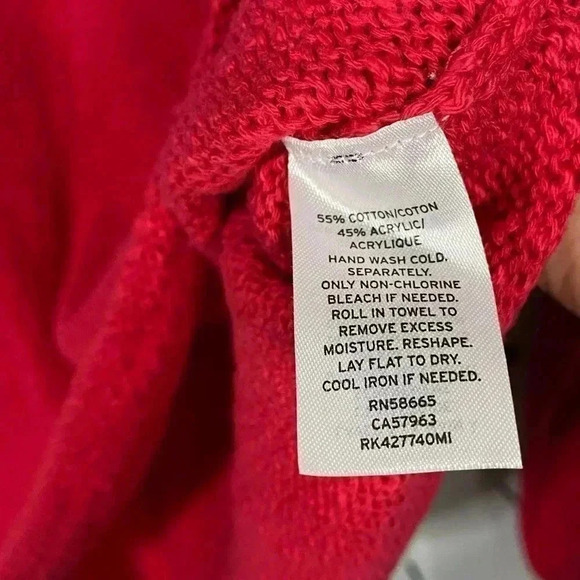 55% COTTON/COTON
45% ACRYLIC/
ACRYLIQUE
HAND WASH COLD.
SEPARATELY.
ONLY NON-CHLORINE
BLEACH IF NEEDED.
ROLL IN TOWEL TO
REMOVE EXCESS
MOISTURE. RESHAPE.
LAY FLAT TO DRY.
COOL IRON IF NEEDED.
RN58665
CA57963
RK427740MI